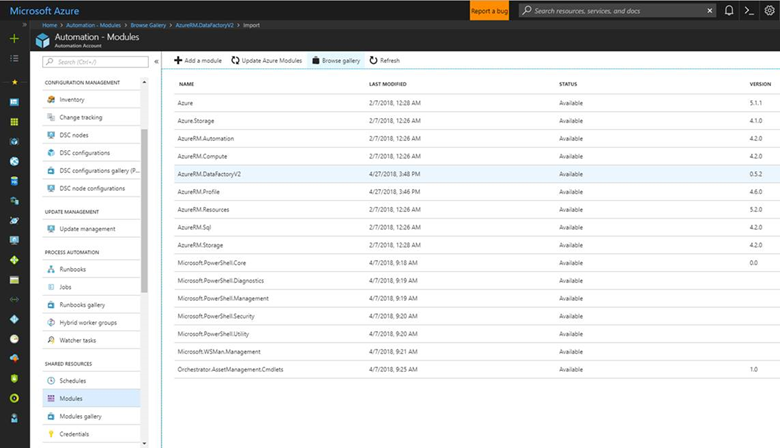 Microsoft Azure
Report a bug
Search resources, services, and docs
Home > Automation - Modules > Browse Gallery > AzureRM.DataFactoryV2 > Import
Automation - Modules
Automation Account
Search (Ctrl+/)
CONFIGURATION MANAGEMENT
Inventory
Change tracking
DSC nodes
DSC configurations
DSC configurations gallery (P...
DSC node configurations
UPDATE MANAGEMENT
Update management
PROCESS AUTOMATION
Runbooks
Jobs
Runbooks gallery
Hybrid worker groups
Watcher tasks
SHARED RESOURCES
Schedules
Modules
Modules gallery
Credentials
Add a module Update Azure Modules Browse gallery Refresh
NAME LAST MODIFIED STATUS VERSION
Azure 2/7/2018, 12:28 AM Available 5.1.1
Azure.Storage 2/7/2018, 12:26 AM Available 4.1.0
AzureRM.Automation 2/7/2018, 12:26 AM Available 4.2.0
AzureRM.Compute 2/7/2018, 12:26 AM Available 4.2.0
AzureRM.DataFactoryV2 4/27/2018, 3:48 PM Available 0.5.2
AzureRM.Profile 4/27/2018, 3:46 PM Available 4.6.0
AzureRM.Resources 2/7/2018, 12:26 AM Available 5.2.0
AzureRM.Sql 2/7/2018, 12:26 AM Available 4.2.0
AzureRM.Storage 2/7/2018, 12:28 AM Available 4.2.0
Microsoft.PowerShell.Core 4/7/2018, 9:18 AM Available 0.0
Microsoft.PowerShell.Diagnostics 4/7/2018, 9:19 AM Available
Microsoft.PowerShell.Management 4/7/2018, 9:19 AM Available
Microsoft.PowerShell.Security 4/7/2018, 9:20 AM Available
Microsoft.PowerShell.Utility 4/7/2018, 9:20 AM Available
Microsoft.WSMan.Management 4/7/2018, 9:21 AM Available
Orchestrator.AssetManagement.Cmdlets 4/7/2018, 9:25 AM Available 1.0